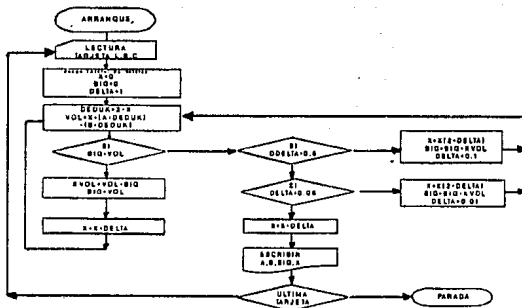 ARRANQUE
LECTURA
TARJETA L,B,C
X=0
BIG=0
DELTA=1
DEDUK=2*X
VOL=X*(A-DEDUK)
*(B-DEDUK)
SI
BIG-VOL
SI
DDELTA-0.5
X=X(2*DELTA)
BIG=BIG-XVOL
DELTA=0.1
XVOL=VOL-BIG
BIG=VOL
SI
DELTA-0.05
X=X(2*DELTA)
BIG=BIG-XVOL
DELTA=0.01
X=X+DELTA
X=X-DELTA
ESCRIBIR
A,B,BIG,X
ULTIMA
TARJETA
PARADA